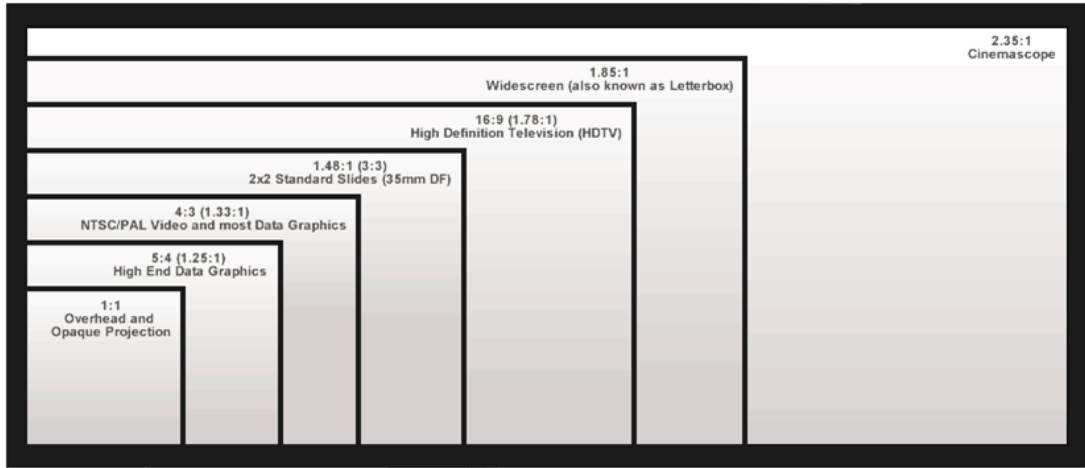 2.35:1
Cinemascope
1.85:1
Widescreen (also known as Letterbox)
16:9 (1.78:1)
High Definition Television (HDTV)
1.48:1 (3:3)
2x2 Standard Slides (35mm DF)
4:3 (1.33:1)
NTSC/PAL Video and most Data Graphics
5:4 (1.25:1)
High End Data Graphics
1:1
Overhead and
Opaque Projection